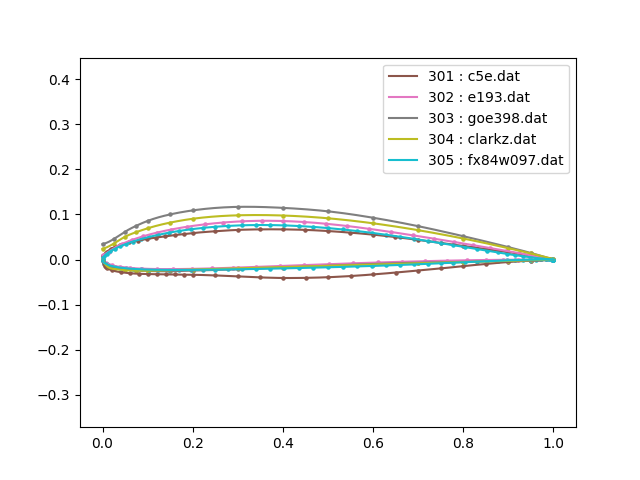 0.4
0.3
0.2
0.1
0.0
−0.1
−0.2
−0.3
0.0 0.2 0.4 0.6 0.8 1.0
301 : c5e.dat
302 : e193.dat
303 : goe398.dat
304 : clarkz.dat
305 : fx84w097.dat